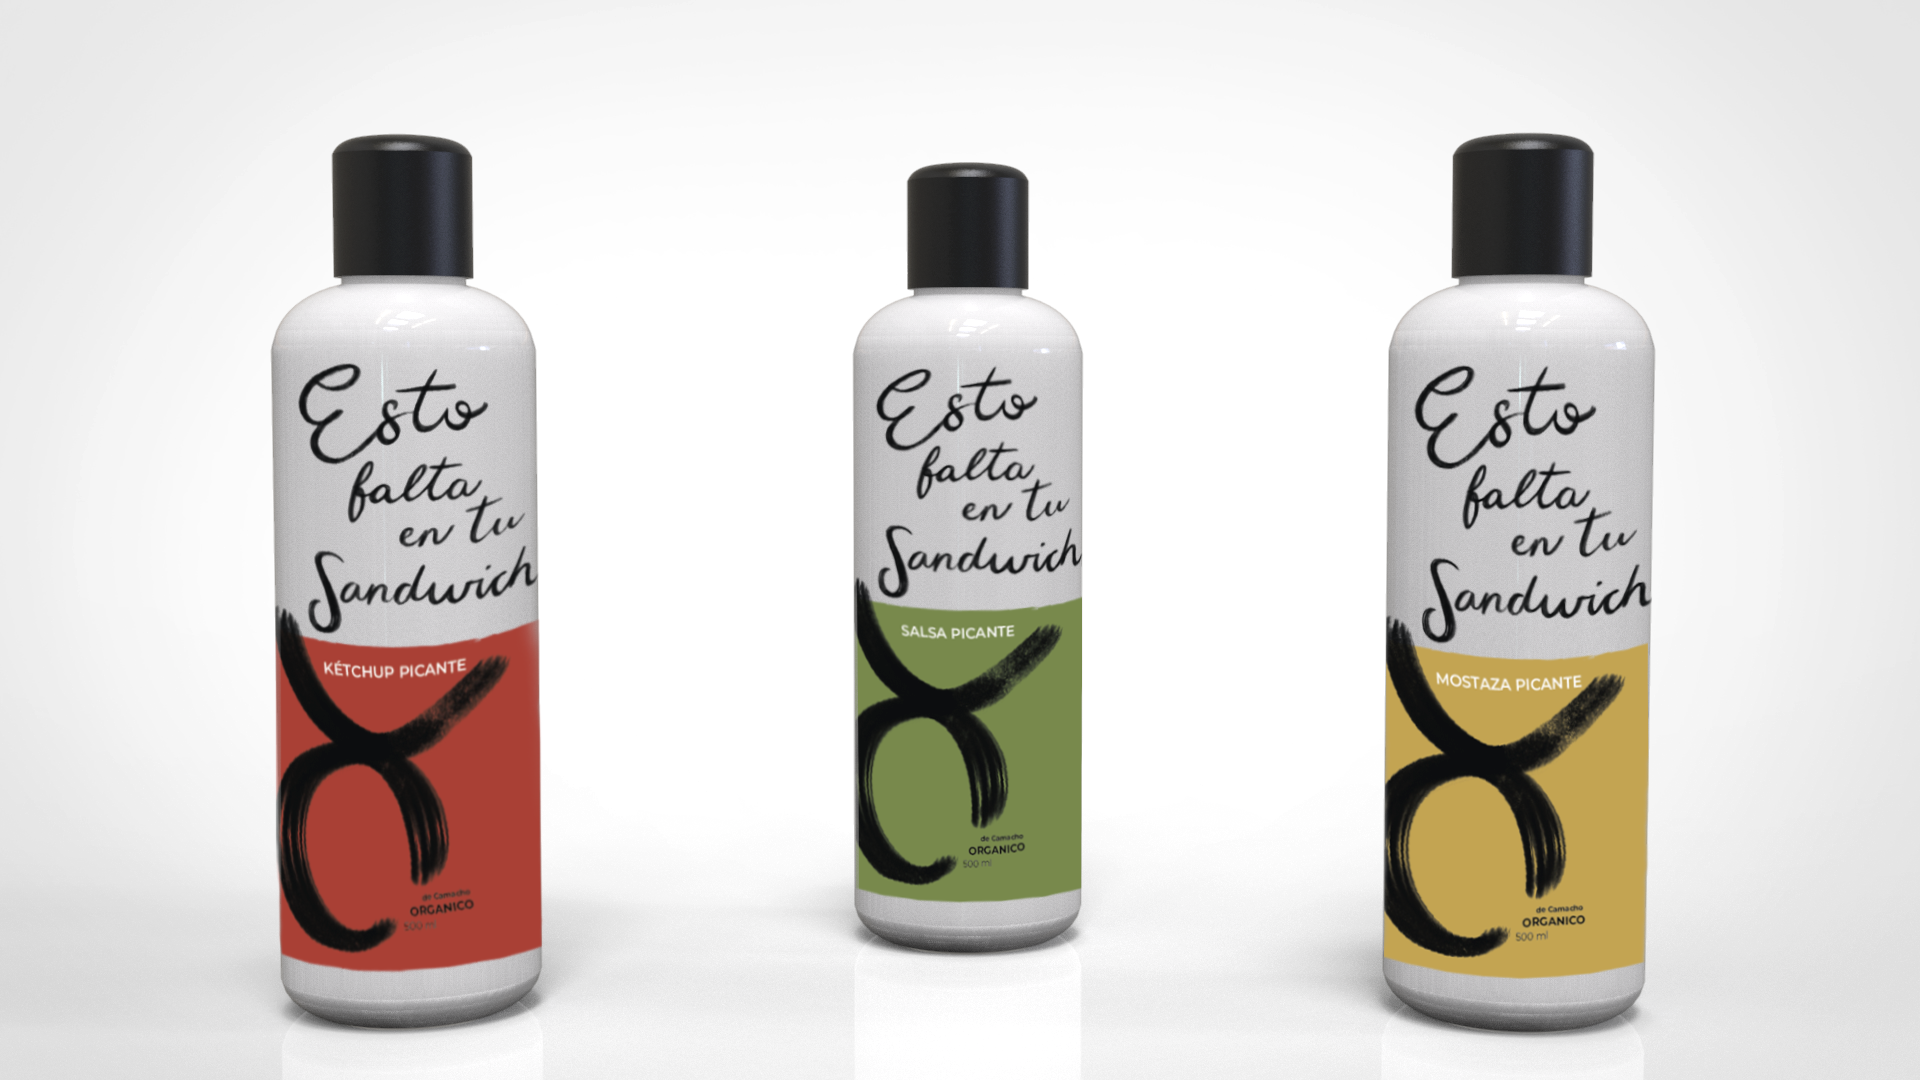 Esto
falta
en tu
Sandwich
KÉTCHUP PICANTE
de Camacho
ORGANICO
500 ml
Esto
falta
en tu
Sandwich
SALSA PICANTE
de Camacho
ORGANICO
500 ml
Esto
falta
en tu
Sandwich
MOSTAZA PICANTE
de Camacho
ORGANICO
500 ml